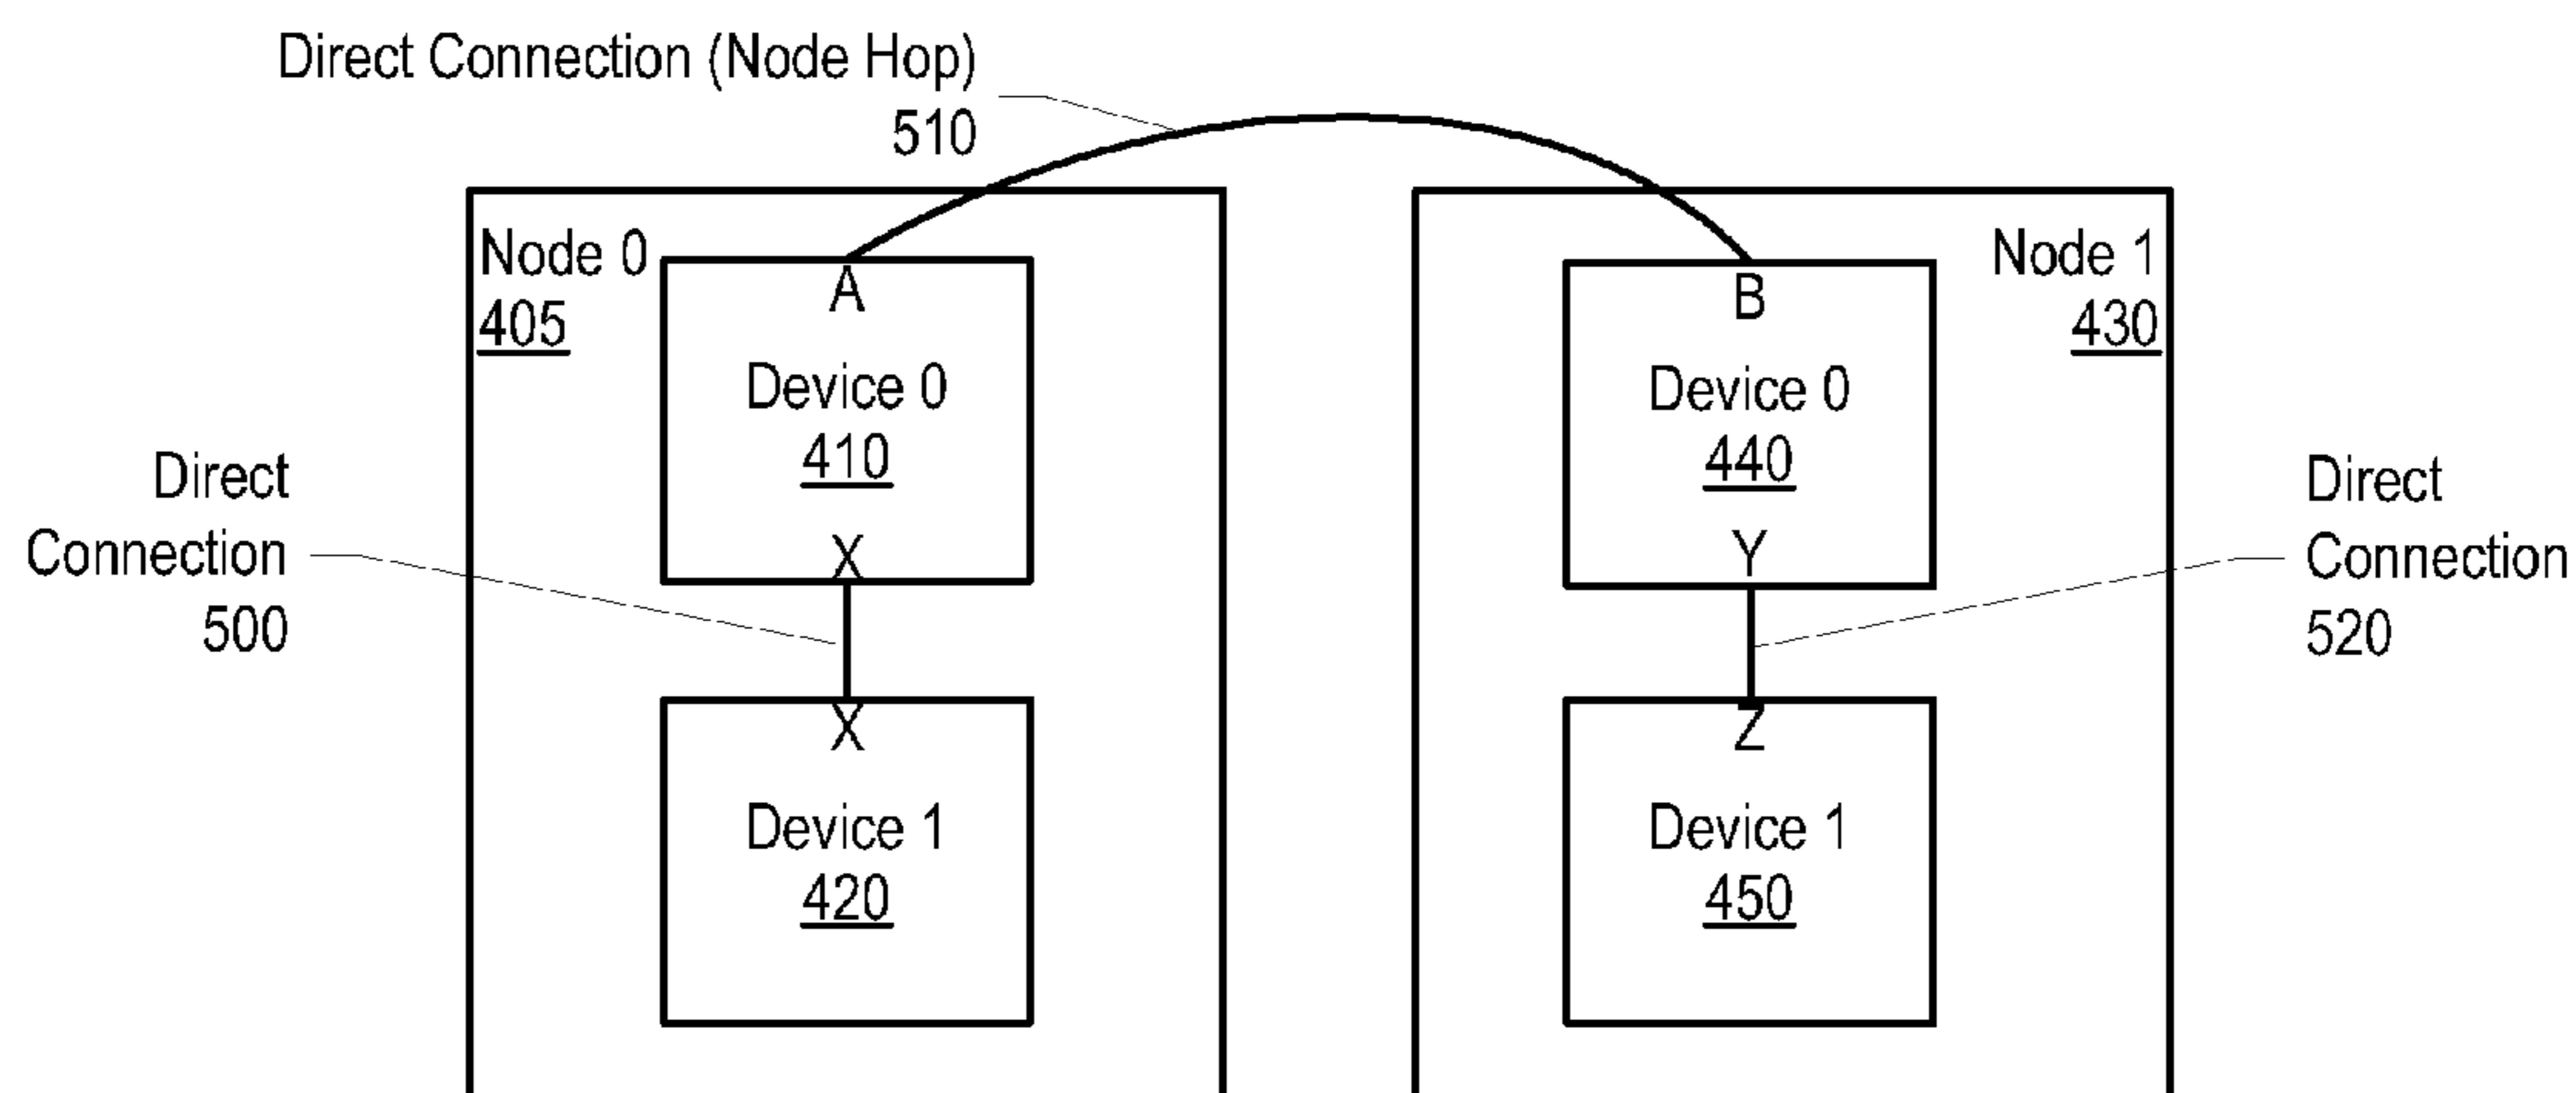 Direct Connection (Node Hop)
510
Node 0
405
A
Device 0
410
X
Direct
Connection
500
X
Device 1
420
Node 1
430
B
Device 0
440
Y
Direct
Connection
520
Z
Device 1
450